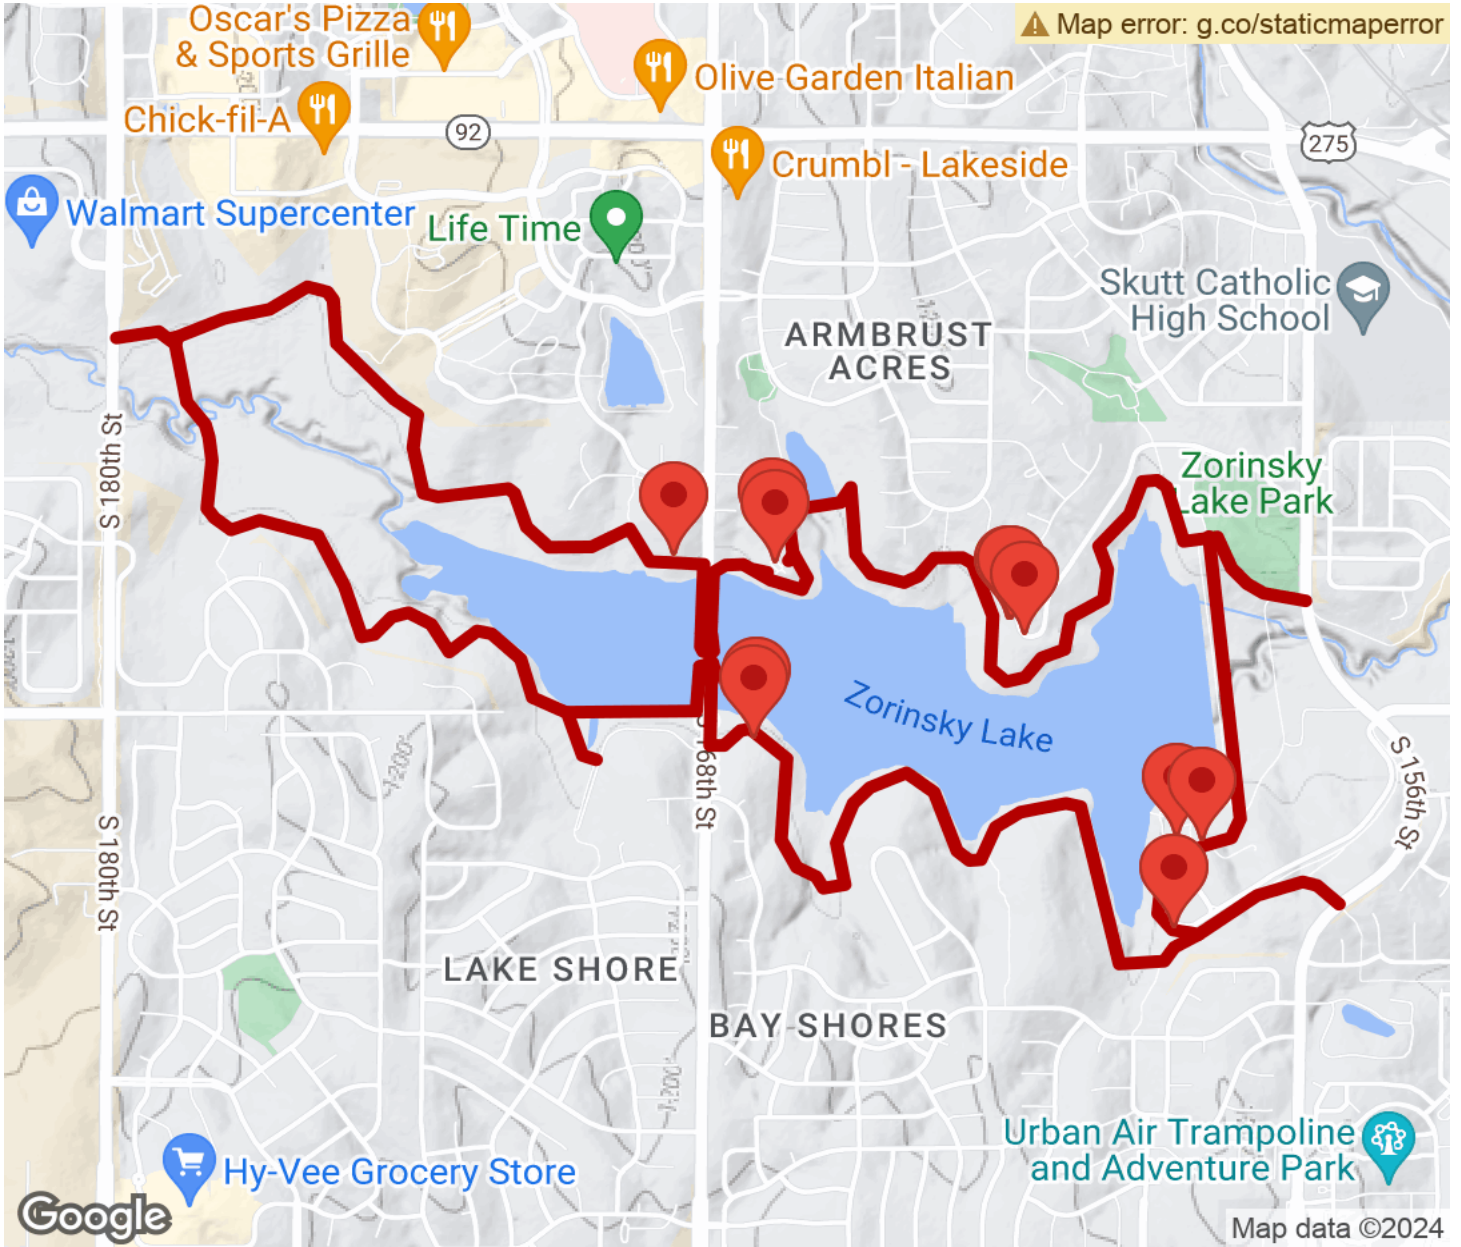 Oscar's Pizza
& Sports Grille
Map error: g.co/staticmaperror
Olive Garden Italian
Chick-fil-A
92
275
Crumbl - Lakeside
Walmart Supercenter
Life Time
Skutt Catholic
High School
ARMBRUST
ACRES
S 180th St
Zorinsky
Lake Park
Zorinsky Lake
S 168th St
S 156th St
1200'
S 180th St
LAKE SHORE
BAY SHORES
1200'
Urban Air Trampoline
and Adventure Park
Hy-Vee Grocery Store
Google
Map data ©2024